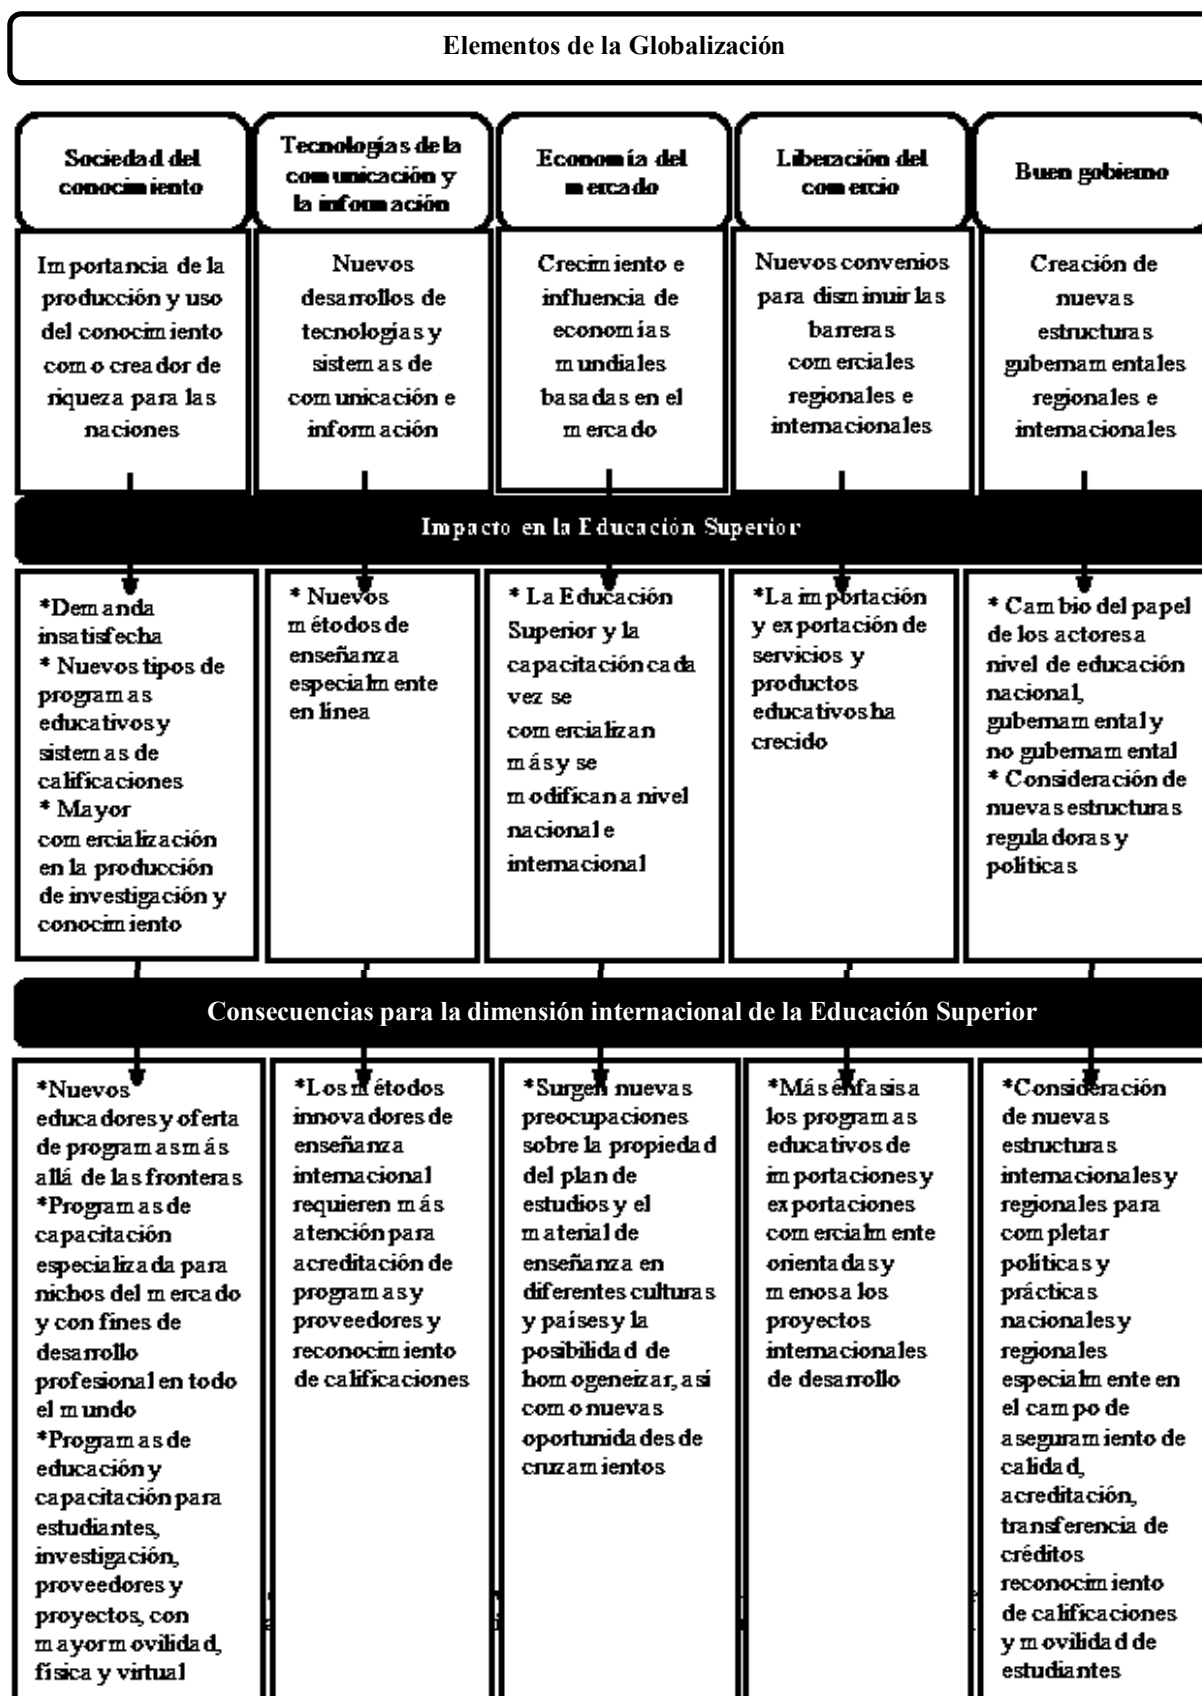 Elementos de la Globalización
Sociedad del
conocimiento
Tecnologías de la
comunicación y
la información
Economía del
mercado
Liberación del
comercio
Buen gobierno
Importancia de la
producción y uso
del conocimiento
como creador de
riqueza para las
naciones
Nuevos
desarrollos de
tecnologías y
sistemas de
comunicación e
información
Crecimiento e
influencia de
economías
mundiales
basadas en el
mercado
Nuevos convenios
para disminuir las
barreras
comerciales
regionales e
internacionales
Creación de
nuevas
estructuras
gubernamentales
regionales e
internacionales
Impacto en la Educación Superior
*Demanda
insatisfecha
* Nuevos tipos de
programas
educativos y
sistemas de
calificaciones
* Mayor
comercialización
en la producción
de investigación y
conocimiento
* Nuevos
métodos de
enseñanza
especialmente
en línea
* La Educación
Superior y la
capacitación cada
vez se
comercializan
más y se
modifican a nivel
nacional e
internacional
*La importación
y exportación de
servicios y
productos
educativos ha
crecido
* Cambio del papel
de los actores a
nivel de educación
nacional,
gubernamental y
no gubernamental
* Consideración de
nuevas estructuras
reguladoras y
políticas
Consecuencias para la dimensión internacional de la Educación Superior
*Nuevos
educadores y oferta
de programas más
allá de las fronteras
*Programas de
capacitación
especializada para
nichos del mercado
y con fines de
desarrollo
profesional en todo
el mundo
*Programas de
educación y
capacitación para
estudiantes,
investigación,
proveedores y
proyectos, con
mayor movilidad,
física y virtual
*Los métodos
innovadores de
enseñanza
internacional
requieren más
atención para
acreditación de
programas y
proveedores y
reconocimiento
de calificaciones
*Surgen nuevas
preocupaciones
sobre la propiedad
del plan de
estudios y el
material de
enseñanza en
diferentes culturas
y países y la
posibilidad de
homogeneizar, así
como nuevas
oportunidades de
cruzamientos
*Más énfasis a
los programas
educativos de
importaciones y
exportaciones
comercialmente
orientadas y
menos a los
proyectos
internacionales
de desarrollo
*Consideración
de nuevas
estructuras
internacionales y
regionales para
completar
políticas y
prácticas
nacionales y
regionales
especialmente en
el campo de
aseguramiento de
calidad,
acreditación,
transferencia de
créditos
reconocimiento
de calificaciones
y movilidad de
estudiantes